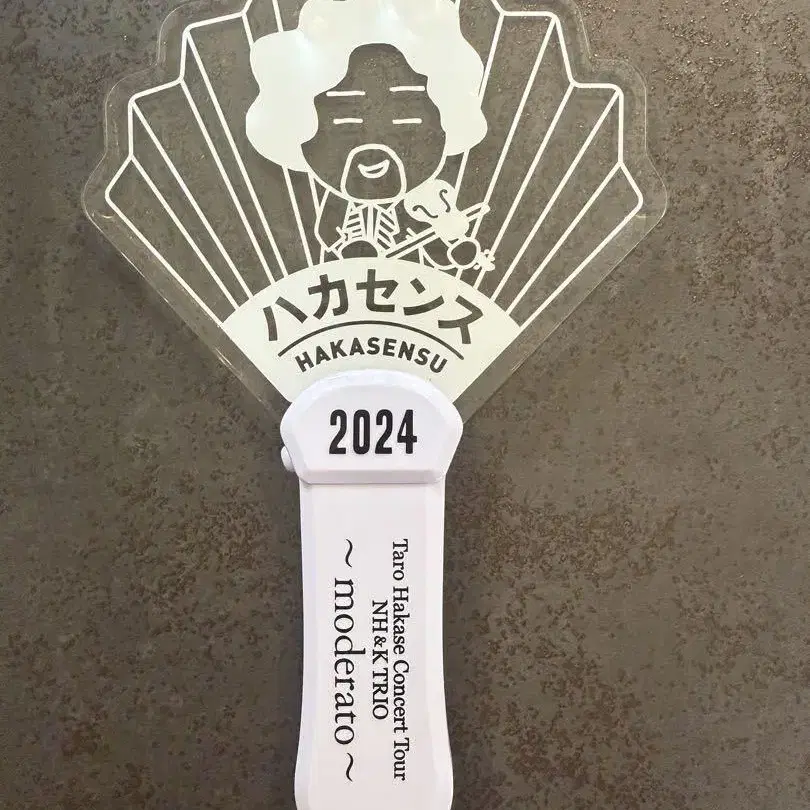 ハカセンス
HAKASENSU
2024
Taro Hakase Concert Tour
NH&K TRIO
～moderato～